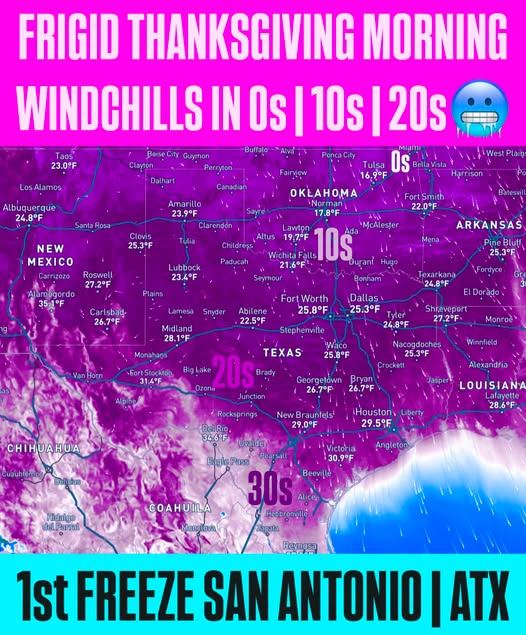 FRIGID THANKSGIVING MORNING
WINDCHILLS IN 0s | 10s | 20s
Taos
23.0°F
Boise City
Guymon
Buffalo
Alva
Ponca City
Miami
0s
Clayton
Perryton
Fairview
Tulsa
16.9°F
Bella Vista
West Plains
Los Alamos
Dalhart
Canadian
Harrison
OKLAHOMA
Albuquerque
24.8°F
Amarillo
23.9°F
Norman
17.8°F
Fort Smith
22.0°F
Santa Rosa
Clarendon
Sayre
ARKANSAS
Clovis
25.3°F
Tulia
Altus
Lawton
19.7°F
Ada
McAlester
Mena
Pine Bluff
25.3°F
NEW
MEXICO
Childress
10s
Carrizozo
Roswell
27.2°F
Lubbock
23.4°F
Paducah
Wichita Falls
21.6°F
Durant
Hugo
Texarkana
24.8°F
Fordyce
Seymour
Bonham
Alamogordo
35.1°F
Plains
El Dorado
Carlsbad
26.7°F
Lamesa
Snyder
Abilene
22.5°F
Fort Worth
25.8°F
Dallas
25.3°F
Tyler
24.8°F
Shreveport
27.2°F
Monroe
Midland
28.1°F
Stephenville
Monahans
Waco
25.8°F
Nacogdoches
25.3°F
Winnfield
TEXAS
Van Horn
Fort Stockton
31.4°F
Big Lake
20s
Brady
Crockett
Alexandria
Ozona
Georgetown
26.7°F
Bryan
26.7°F
Jasper
LOUISIANA
Alpine
Junction
Lafayette
28.6°F
Rocksprings
New Braunfels
29.0°F
Houston
29.5°F
Liberty
Del Rio
34.6°F
Uvalde
Angleton
CHIHUAHUA
Eagle Pass
Pearsall
Victoria
30.9°F
Delicias
30s
Beeville
COAHUILA
Alice
Hidalgo
del Parral
Monclova
Hebbronville
Zapata
Reynosa
1st FREEZE SAN ANTONIO | ATX